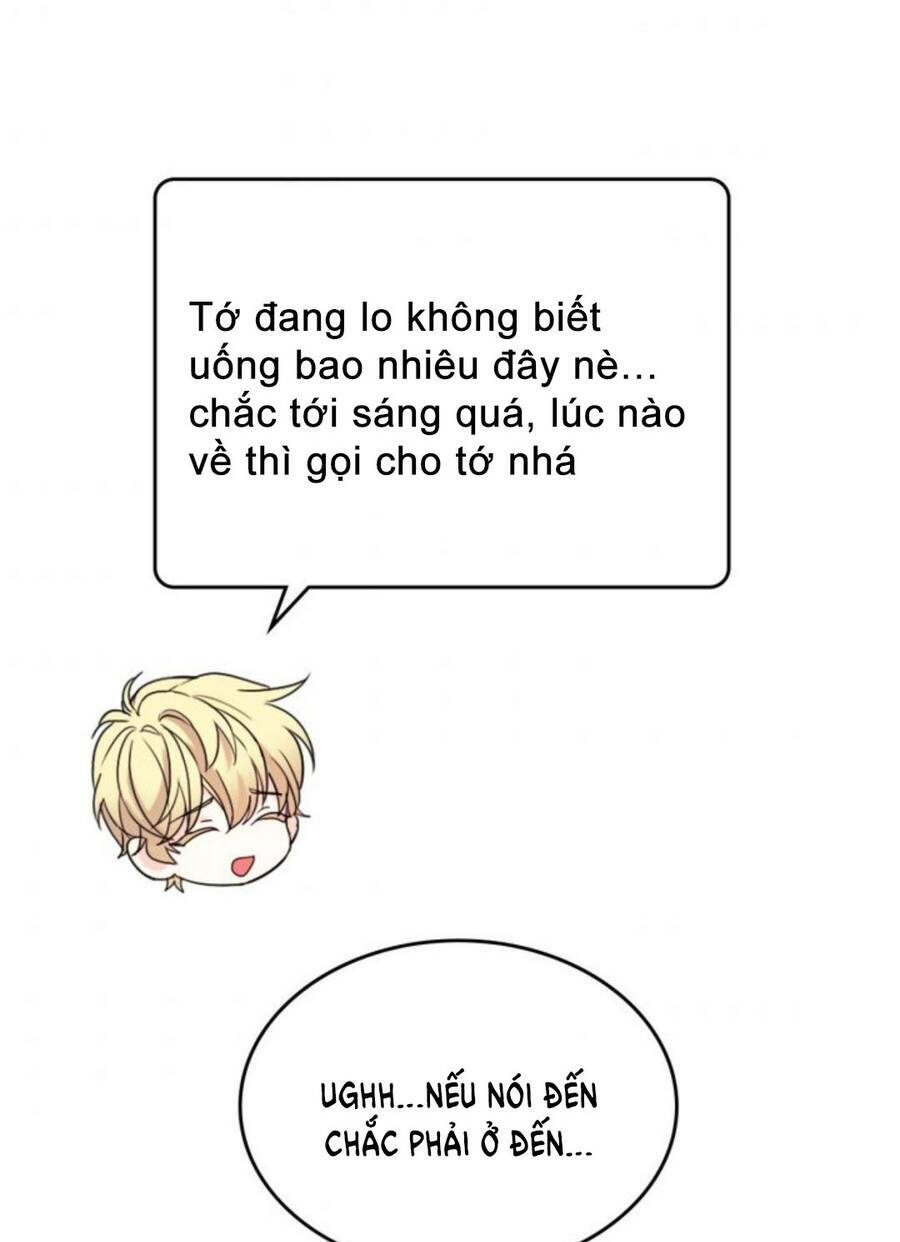 Tớ đang lo không biết
uống bao nhiêu đây nè...
chắc tới sáng quá, lúc nào
về thì gọi cho tớ nhá
UGHH...NẾU NÓI ĐẾN
CHẮC PHẢI Ở ĐẾN...